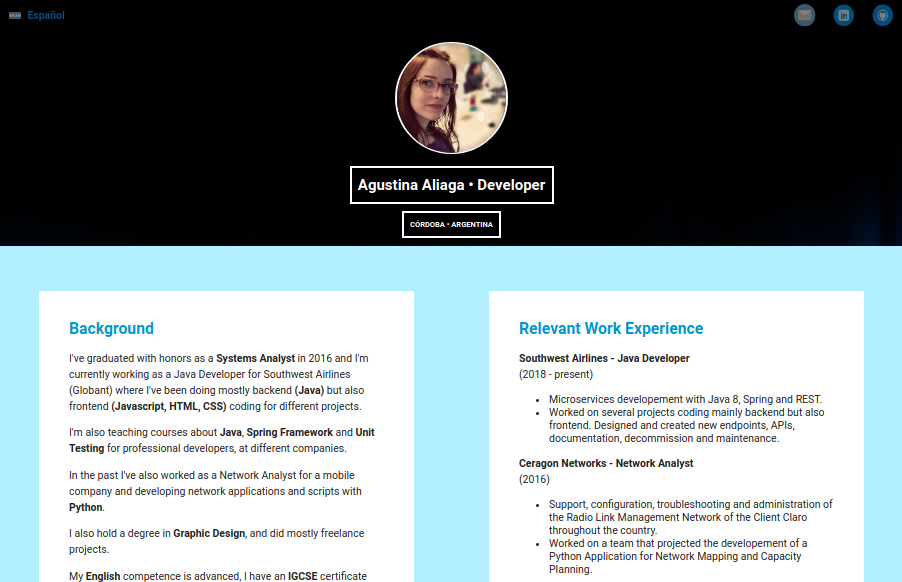 Español
Agustina Aliaga • Developer
CÓRDOBA • ARGENTINA
Background
I've graduated with honors as a Systems Analyst in 2016 and I'm
currently working as a Java Developer for Southwest Airlines
(Globant) where I've been doing mostly backend (Java) but also
frontend (Javascript, HTML, CSS) coding for different projects.
I'm also teaching courses about Java, Spring Framework and Unit
Testing for professional developers, at different companies.
In the past I've also worked as a Network Analyst for a mobile
company and developing network applications and scripts with
Python.
I also hold a degree in Graphic Design, and did mostly freelance
projects.
My English competence is advanced, I have an IGCSE certificate
Relevant Work Experience
Southwest Airlines - Java Developer
(2018 - present)
• Microservices developement with Java 8, Spring and REST.
• Worked on several projects coding mainly backend but also
frontend. Designed and created new endpoints, APIs,
documentation, decommission and maintenance.
Ceragon Networks - Network Analyst
(2016)
• Support, configuration, troubleshooting and administration of
the Radio Link Management Network of the Client Claro
throughout the country.
• Worked on a team that projected the developement of a
Python Application for Network Mapping and Capacity
Planning.